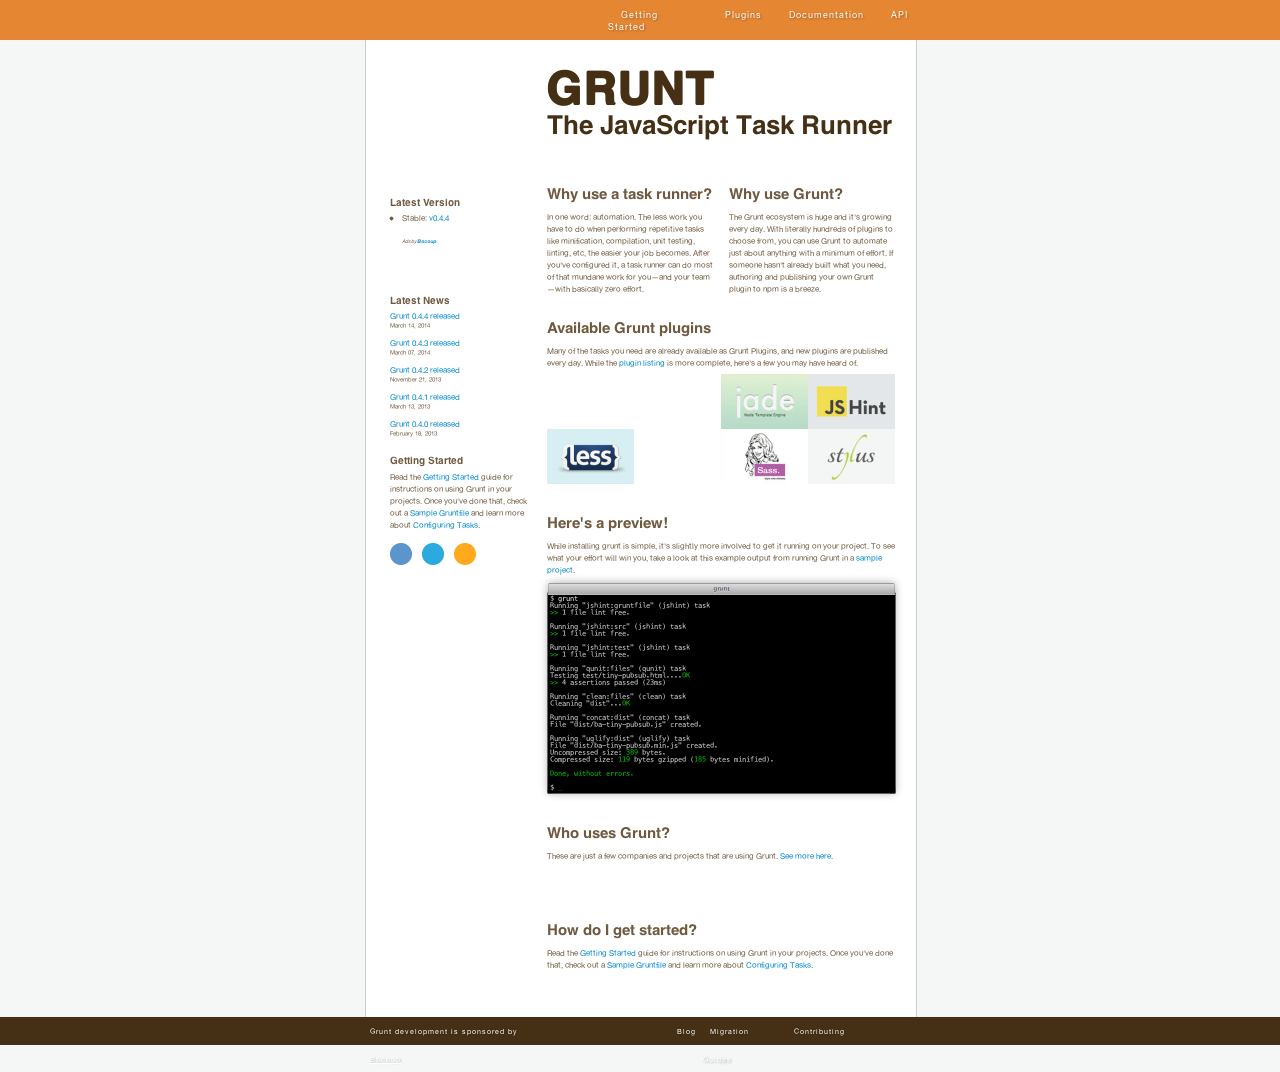 Getting
Started
Plugins
Documentation
API
GRUNT
The JavaScript Task Runner
Latest Version
Stable: v0.4.4
Ads by Bocoup.
Latest News
Grunt 0.4.4 released
March 14, 2014
Grunt 0.4.3 released
March 07, 2014
Grunt 0.4.2 released
November 21, 2013
Grunt 0.4.1 released
March 13, 2013
Grunt 0.4.0 released
February 18, 2013
Getting Started
Read the Getting Started guide for
instructions on using Grunt in your
projects. Once you've done that, check
out a Sample Gruntfile and learn more
about Configuring Tasks.
Why use a task runner?
In one word: automation. The less work you
have to do when performing repetitive tasks
like minification, compilation, unit testing,
linting, etc, the easier your job becomes. After
you've configured it, a task runner can do most
of that mundane work for you—and your team
—with basically zero effort.
Why use Grunt?
The Grunt ecosystem is huge and it's growing
every day. With literally hundreds of plugins to
choose from, you can use Grunt to automate
just about anything with a minimum of effort. If
someone hasn't already built what you need,
authoring and publishing your own Grunt
plugin to npm is a breeze.
Available Grunt plugins
Many of the tasks you need are already available as Grunt Plugins, and new plugins are published
every day. While the plugin listing is more complete, here's a few you may have heard of.
jade
Node Template Engine
JS Hint
{less}
Sass.
stylus
Here's a preview!
While installing grunt is simple, it's slightly more involved to get it running on your project. To see
what your effort will win you, take a look at this example output from running Grunt in a sample
project.
grunt
$ grunt
Running "jshint:gruntfile" (jshint) task
>> 1 file lint free.
Running "jshint:src" (jshint) task
>> 1 file lint free.
Running "jshint:test" (jshint) task
>> 1 file lint free.
Running "qunit:files" (qunit) task
Testing test/tiny-pubsub.html....OK
>> 4 assertions passed (23ms)
Running "clean:files" (clean) task
Cleaning "dist"...OK
Running "concat:dist" (concat) task
File "dist/ba-tiny-pubsub.js" created.
Running "uglify:dist" (uglify) task
File "dist/ba-tiny-pubsub.min.js" created.
Uncompressed size: 389 bytes.
Compressed size: 119 bytes gzipped (185 bytes minified).
Done, without errors.
$
Who uses Grunt?
These are just a few companies and projects that are using Grunt. See more here.
How do I get started?
Read the Getting Started guide for instructions on using Grunt in your projects. Once you've done
that, check out a Sample Gruntfile and learn more about Configuring Tasks.
Grunt development is sponsored by
Bocoup
Blog
Migration
Guides
Contributing